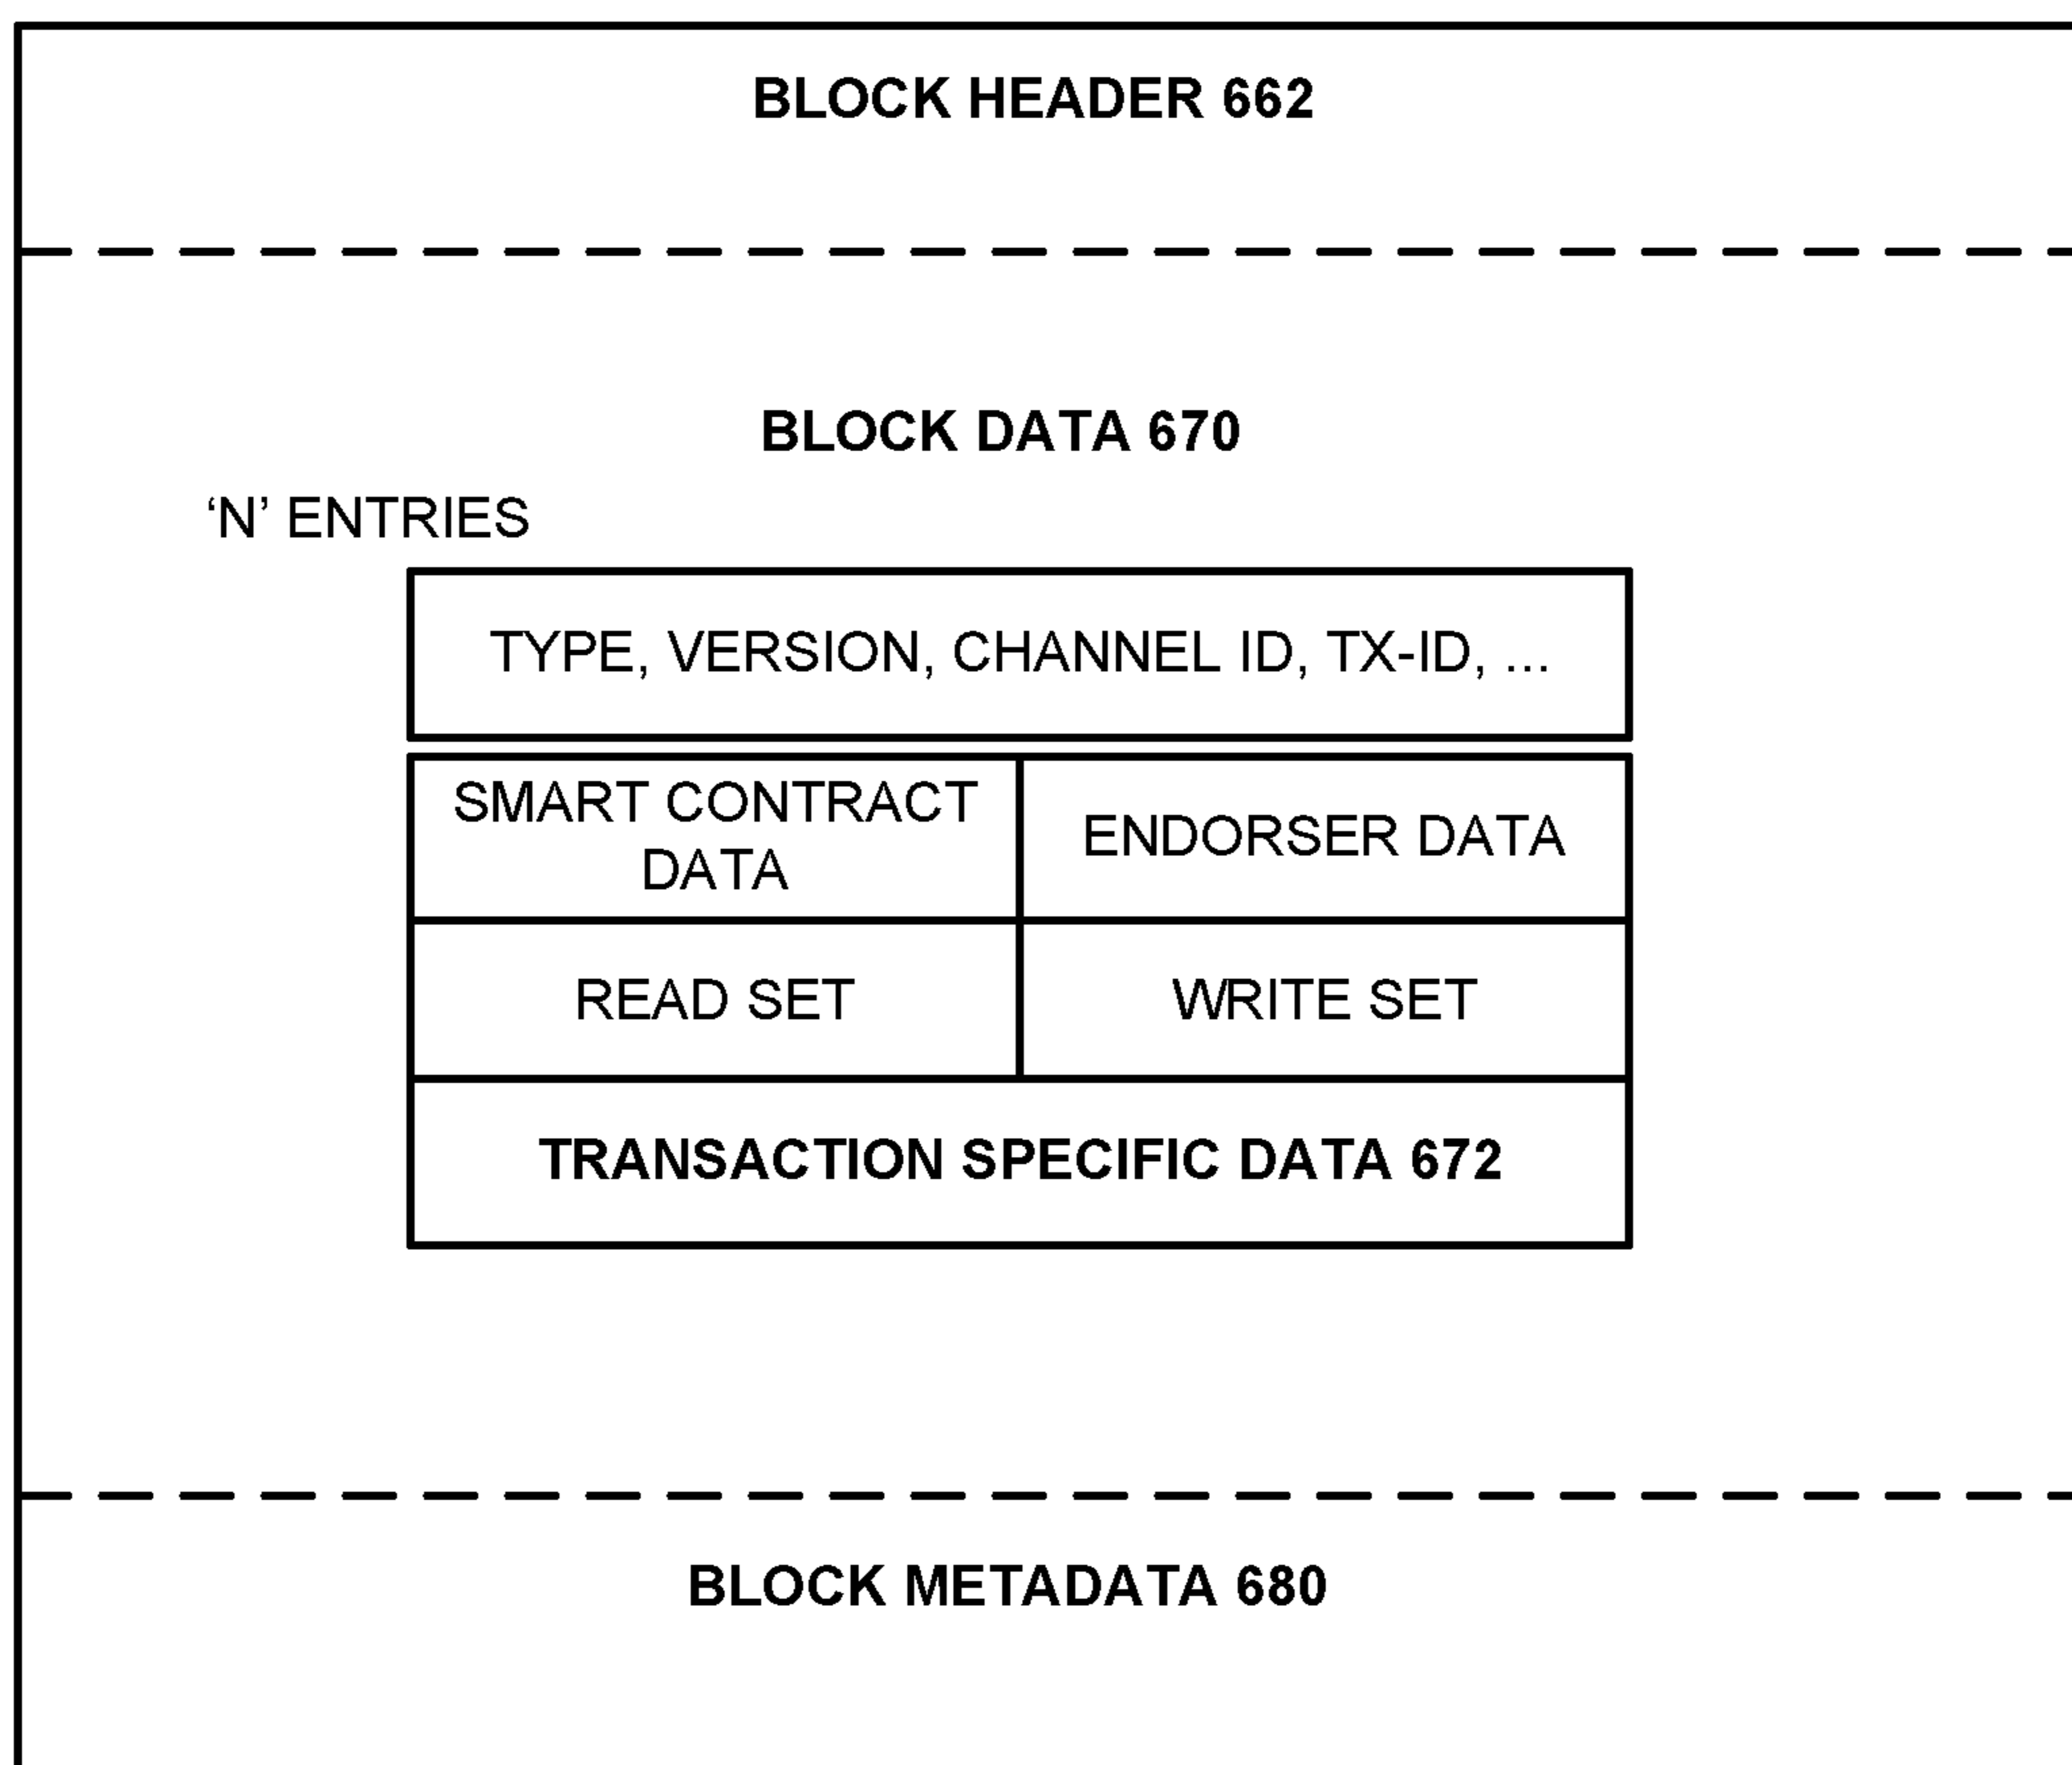 BLOCK HEADER 662
BLOCK DATA 670
‘N’ ENTRIES
TYPE, VERSION, CHANNEL ID, TX-ID, ...
SMART CONTRACT
DATA
ENDORSER DATA
READ SET
WRITE SET
TRANSACTION SPECIFIC DATA 672
BLOCK METADATA 680